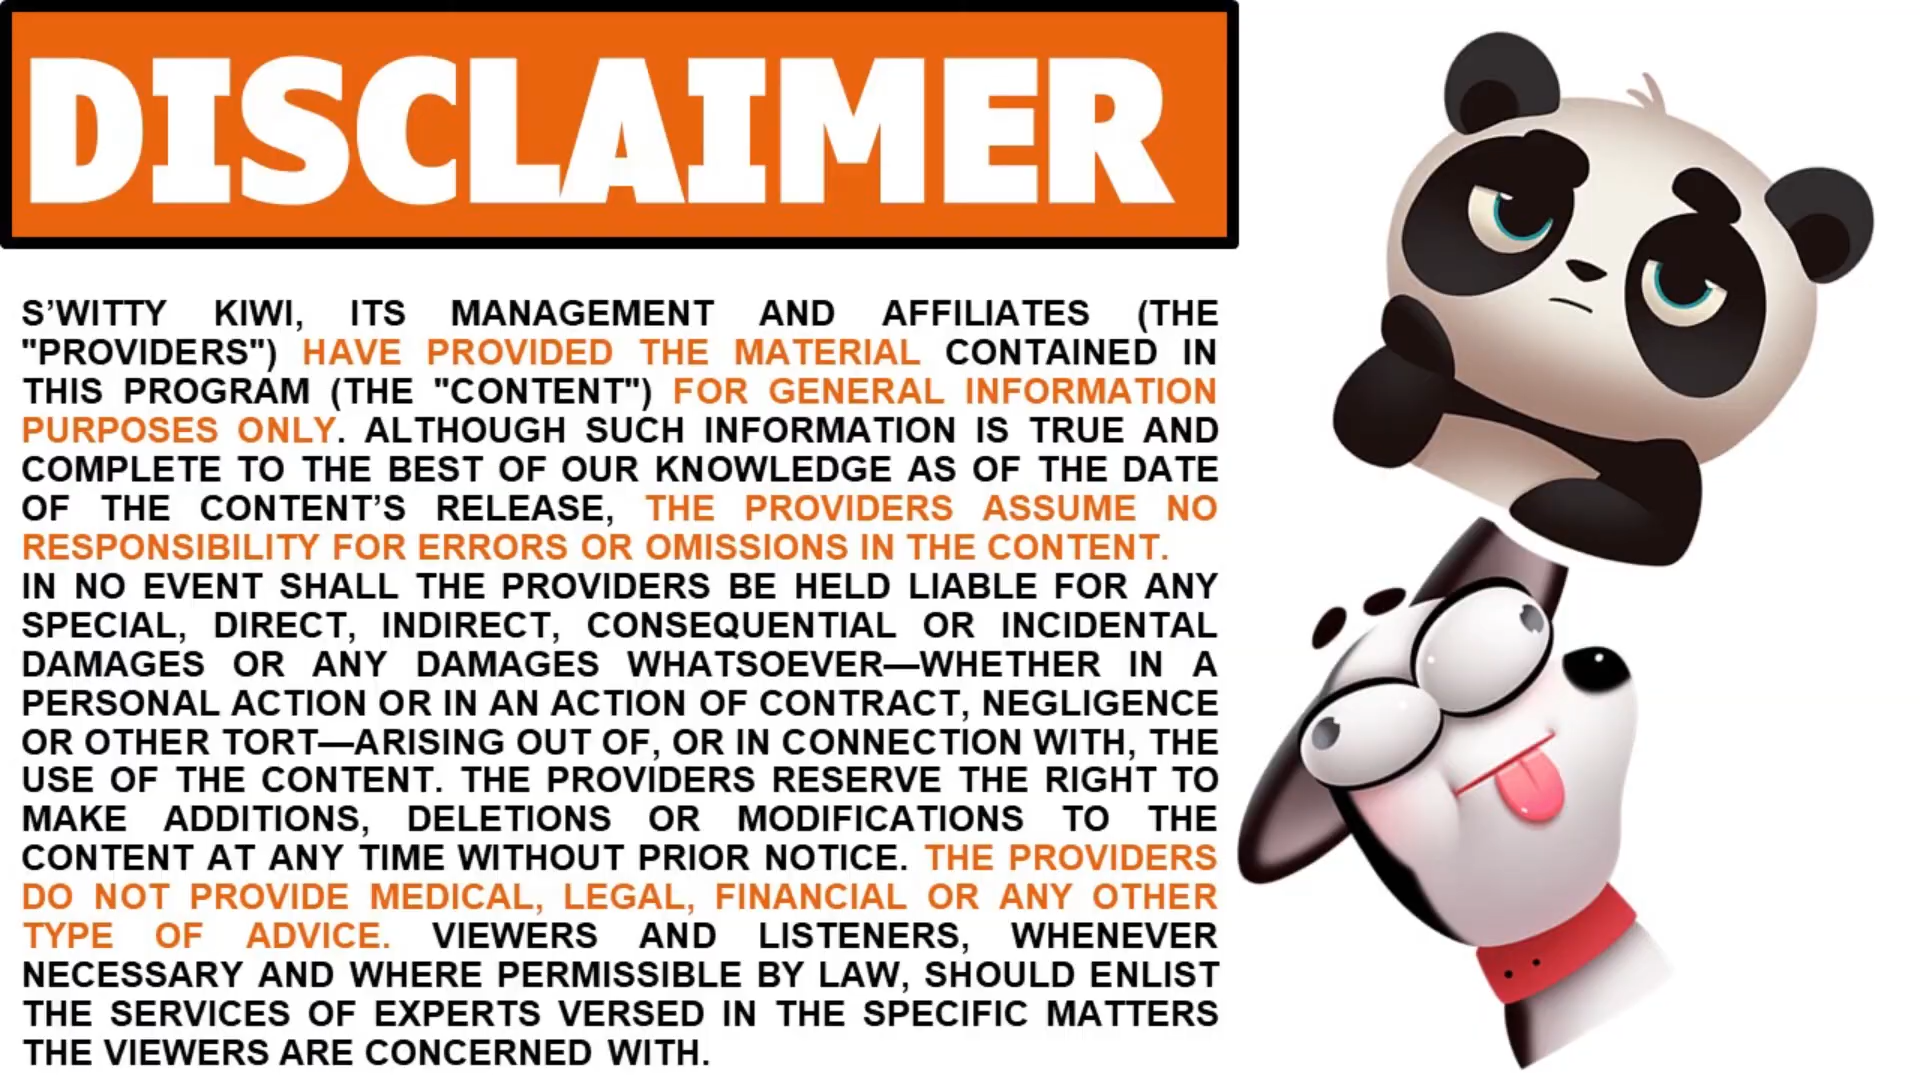 DISCLAIMER
S’WITTY KIWI, ITS MANAGEMENT AND AFFILIATES (THE
"PROVIDERS") HAVE PROVIDED THE MATERIAL CONTAINED IN
THIS PROGRAM (THE "CONTENT") FOR GENERAL INFORMATION
PURPOSES ONLY. ALTHOUGH SUCH INFORMATION IS TRUE AND
COMPLETE TO THE BEST OF OUR KNOWLEDGE AS OF THE DATE
OF THE CONTENT’S RELEASE, THE PROVIDERS ASSUME NO
RESPONSIBILITY FOR ERRORS OR OMISSIONS IN THE CONTENT.
IN NO EVENT SHALL THE PROVIDERS BE HELD LIABLE FOR ANY
SPECIAL, DIRECT, INDIRECT, CONSEQUENTIAL OR INCIDENTAL
DAMAGES OR ANY DAMAGES WHATSOEVER—WHETHER IN A
PERSONAL ACTION OR IN AN ACTION OF CONTRACT, NEGLIGENCE
OR OTHER TORT—ARISING OUT OF, OR IN CONNECTION WITH, THE
USE OF THE CONTENT. THE PROVIDERS RESERVE THE RIGHT TO
MAKE ADDITIONS, DELETIONS OR MODIFICATIONS TO THE
CONTENT AT ANY TIME WITHOUT PRIOR NOTICE. THE PROVIDERS
DO NOT PROVIDE MEDICAL, LEGAL, FINANCIAL OR ANY OTHER
TYPE OF ADVICE. VIEWERS AND LISTENERS, WHENEVER
NECESSARY AND WHERE PERMISSIBLE BY LAW, SHOULD ENLIST
THE SERVICES OF EXPERTS VERSED IN THE SPECIFIC MATTERS
THE VIEWERS ARE CONCERNED WITH.